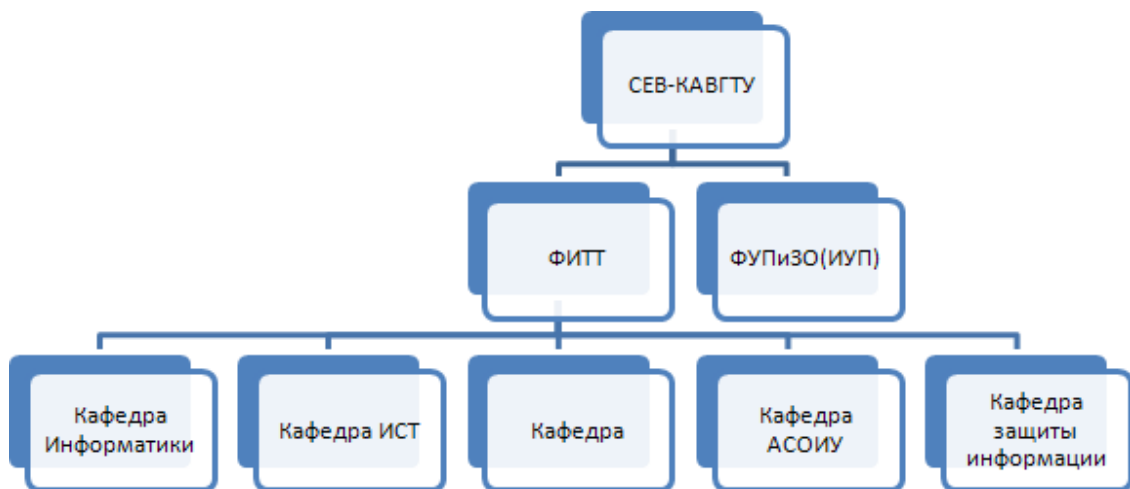 СЕВ-КАВГТУ
ФИТТ
ФУПиЗО(ИУП)
Кафедра
Информатики
Кафедра ИСТ
Кафедра
Кафедра
АСОИУ
Кафедра
защиты
информации